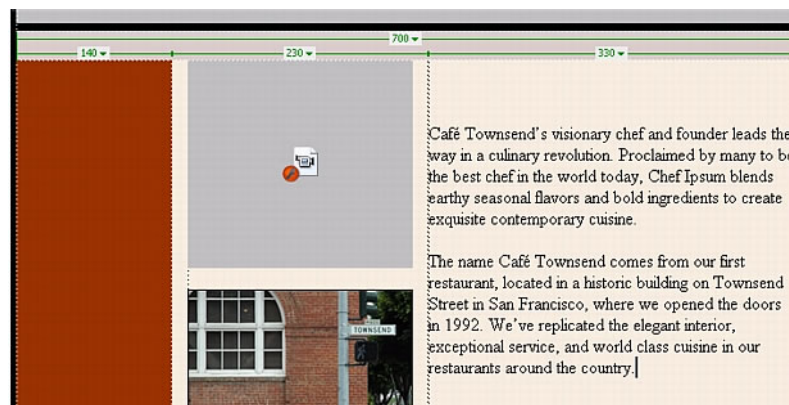 700
140
230
330
Café Townsend's visionary chef and founder leads the
way in a culinary revolution. Proclaimed by many to be
the best chef in the world today, Chef Ipsum blends
earthy seasonal flavors and bold ingredients to create
exquisite contemporary cuisine.
The name Café Townsend comes from our first
restaurant, located in a historic building on Townsend
Street in San Francisco, where we opened the doors
in 1992. We've replicated the elegant interior,
exceptional service, and world class cuisine in our
restaurants around the country.
TOWNSEND